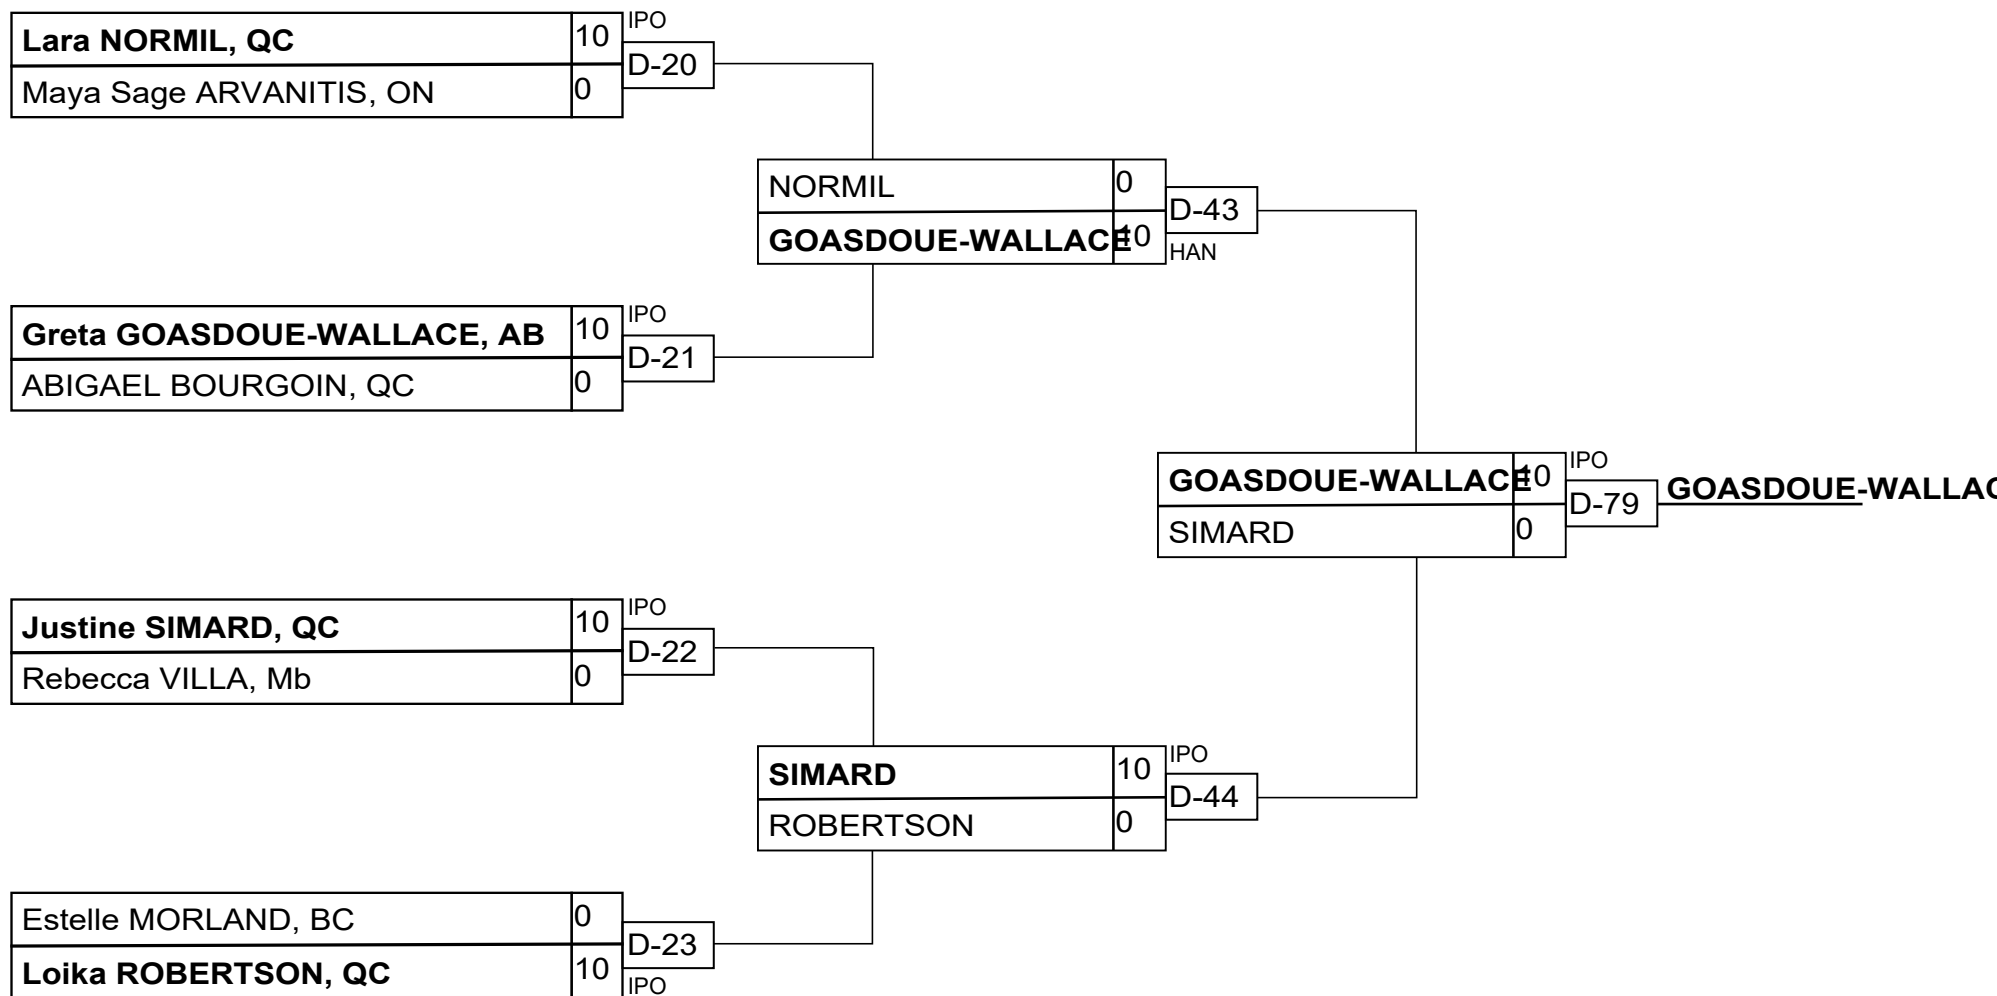 Lara NORMIL, QC 10 IPO
D-20
Maya Sage ARVANITIS, ON 0
NORMIL 0
D-43
GOASDOUE-WALLACE 10
HAN
Greta GOASDOUE-WALLACE, AB 10 IPO
D-21
ABIGAEL BOURGOIN, QC 0
GOASDOUE-WALLACE 10 IPO
D-79 GOASDOUE-WALLAC
SIMARD 0
Justine SIMARD, QC 10 IPO
D-22
Rebecca VILLA, Mb 0
SIMARD 10 IPO
D-44
ROBERTSON 0
Estelle MORLAND, BC 0
D-23
Loika ROBERTSON, QC 10
IPO